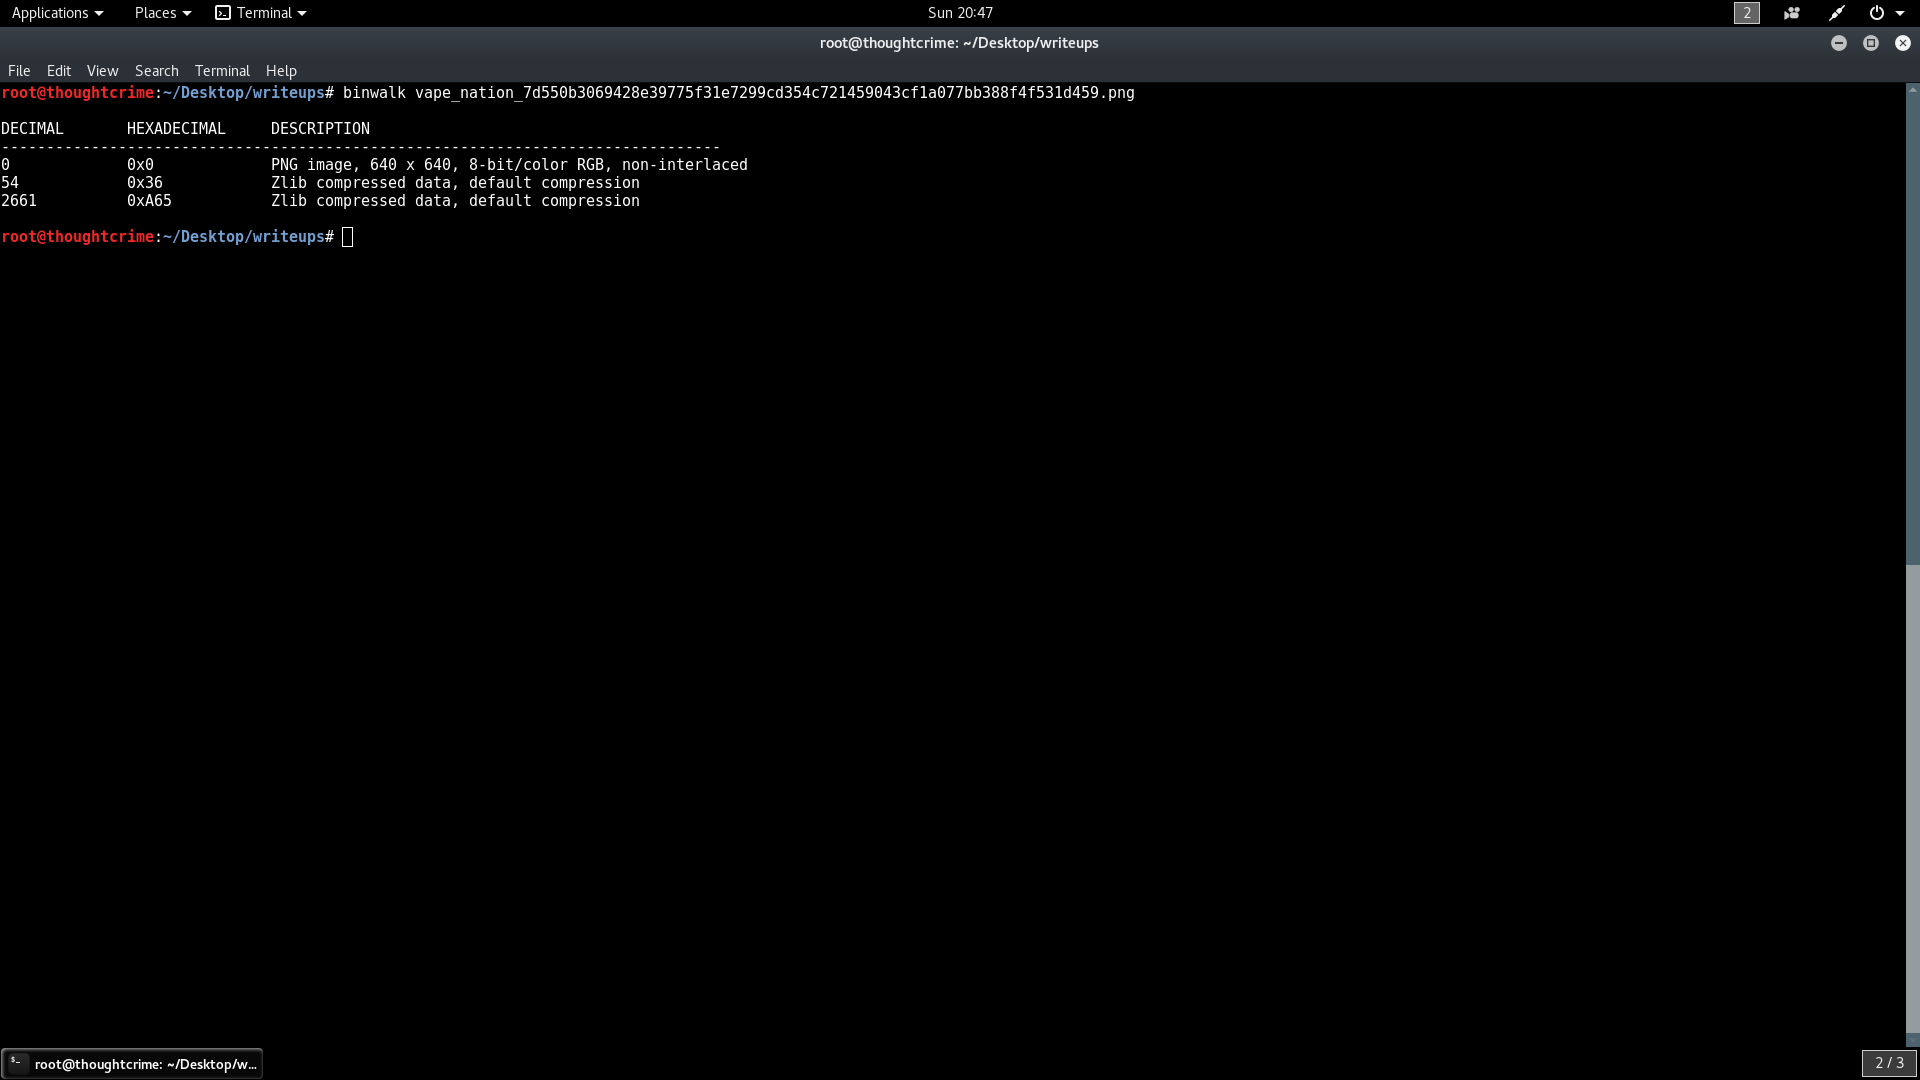 Applications Places Terminal Sun 20:47 2
root@thoughtcrime: ~/Desktop/writeups
File Edit View Search Terminal Help
root@thoughtcrime:~/Desktop/writeups# binwalk vape_nation_7d550b3069428e39775f31e7299cd354c721459043cf1a077bb388f4f531d459.png
DECIMAL HEXADECIMAL DESCRIPTION
--------------------------------------------------------------------------------
0 0x0 PNG image, 640 x 640, 8-bit/color RGB, non-interlaced
54 0x36 Zlib compressed data, default compression
2661 0xA65 Zlib compressed data, default compression
root@thoughtcrime:~/Desktop/writeups#
root@thoughtcrime: ~/Desktop/w... 2 / 3